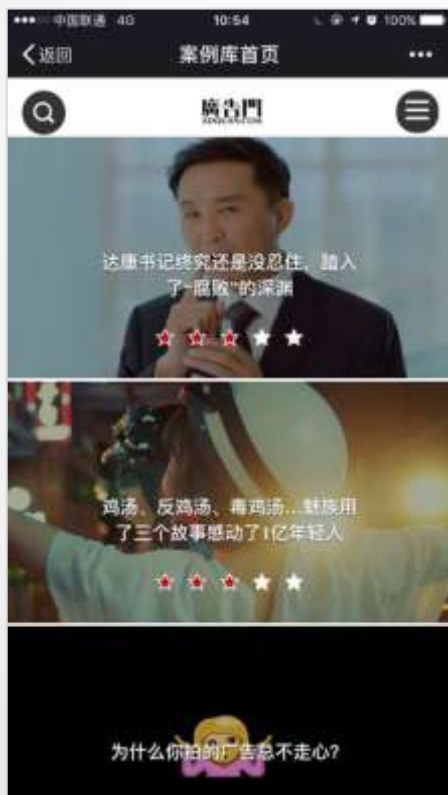 中国联通 4G 10:54 100%
返回 案例库首页
廣告門
ADQUAN.COM
达康书记终究还是没忍住，踏入
了“腐败”的深渊
鸡汤、反鸡汤、毒鸡汤...魅族用
了三个故事感动了1亿年轻人
为什么你拍的广告总不走心？